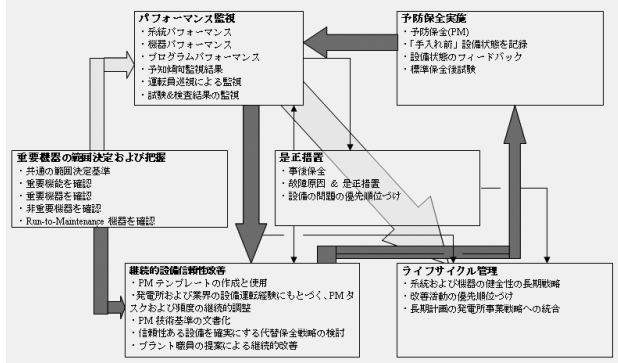 パフォーマンス監視
・系統パフォーマンス
・機器パフォーマンス
・プログラムパフォーマンス
・予知傾向監視結果
・運転員巡視による監視
・試験&検査結果の監視
予防保全実施
・予防保全(PM)
・「手入れ前」設備状態を記録
・設備状態のフィードバック
・標準保全後試験
重要機器の範囲決定および把握
・共通の範囲決定基準
・重要機能を確認
・重要機器を確認
・非重要機器を確認
・Run-to-Maintenance 機器を確認
是正措置
・事後保全
・故障原因 & 是正措置
・設備の問題の優先順位づけ
継続的設備信頼性改善
・PM テンプレートの作成と使用
・発電所および業界の設備運転経験にもとづく、PM タ
スクおよび頻度の継続的調整
・PM 技術基準の文書化
・信頼性ある設備を確実にする代替保全戦略の検討
・プラント職員の提案による継続的改善
ライフサイクル管理
・系統および機器の健全性の長期戦略
・改善活動の優先順位づけ
・長期計画の発電所事業戦略への統合